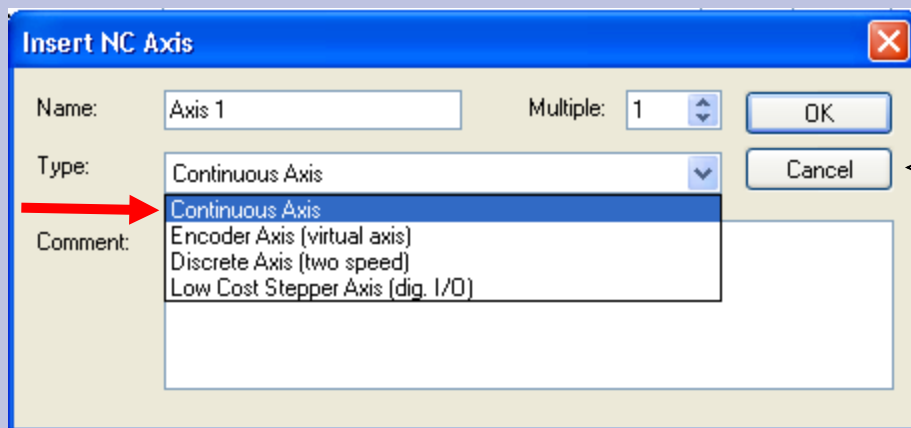 Insert NC Axis
Name: Axis 1 Multiple: 1 OK
Type: Continuous Axis Cancel
Continuous Axis
Encoder Axis (virtual axis)
Comment:
Discrete Axis (two speed)
Low Cost Stepper Axis (dig. I/O)